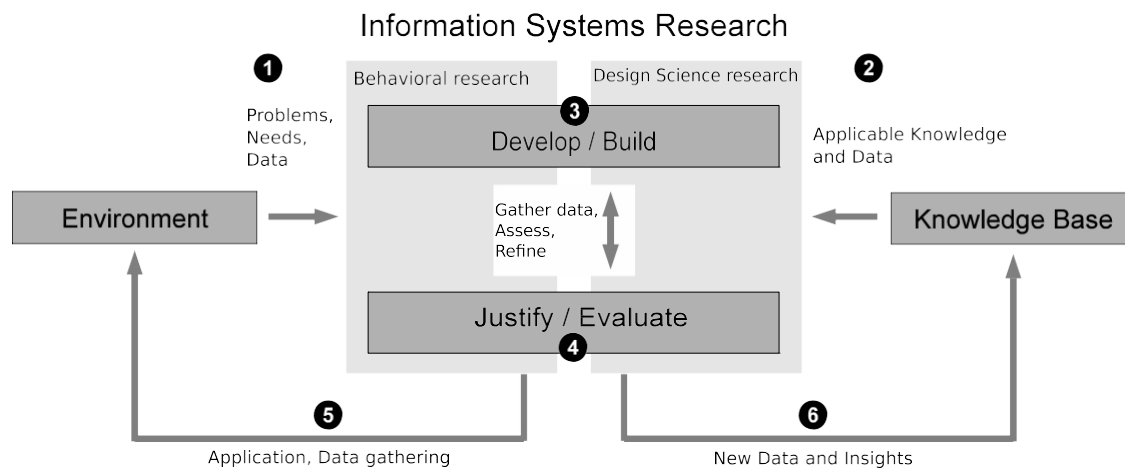 Information Systems Research
1
2
Behavioral research
Design Science research
3
Develop / Build
Problems,
Needs,
Data
Applicable Knowledge
and Data
Environment
Gather data,
Assess,
Refine
Knowledge Base
Justify / Evaluate
4
5
6
Application, Data gathering
New Data and Insights